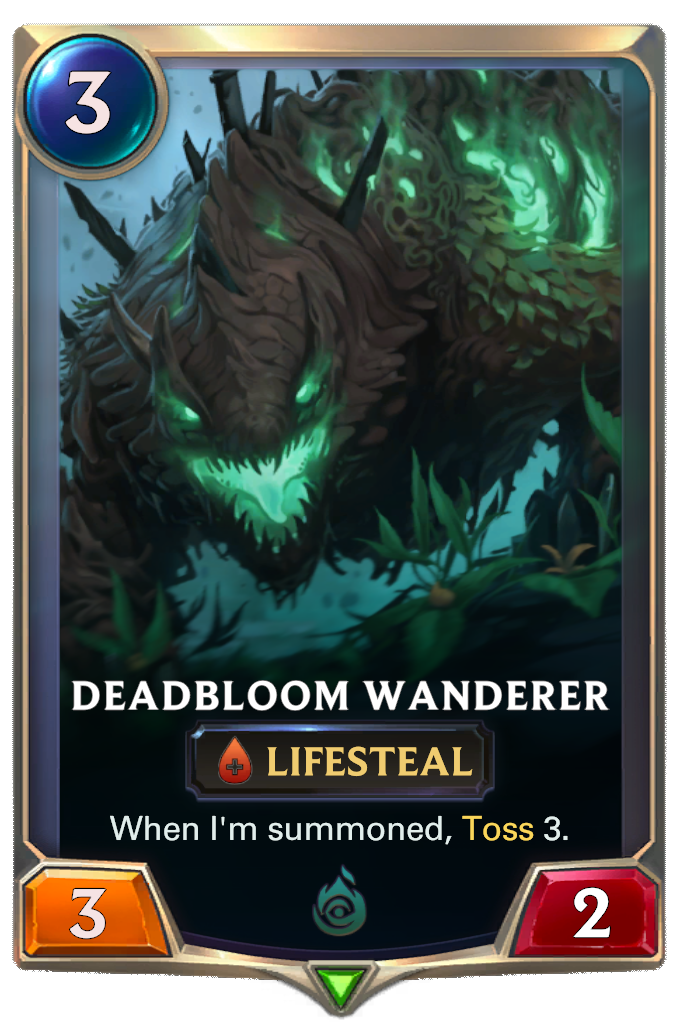 3
DEADBLOOM WANDERER
LIFESTEAL
When I'm summoned, Toss 3.
3
2